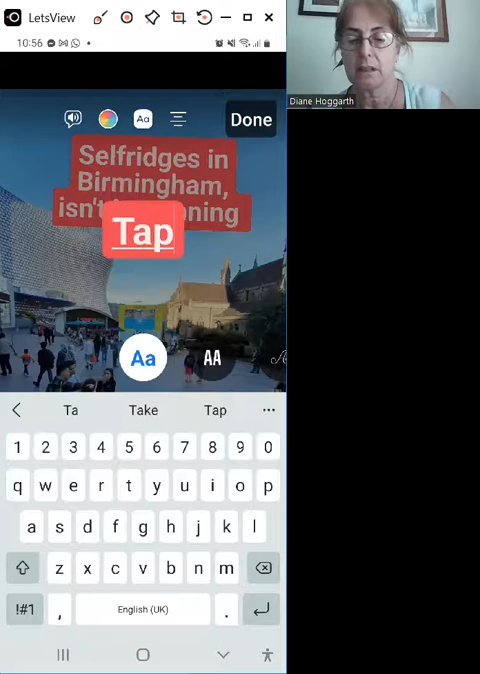 LetsView
10:56
Diane Hoggarth
Aa
Done
Selfridges in
Birmingham,
Tap
Aa
AA
Ta
Take
Tap
1 2 3 4 5 6 7 8 9 0
q w e r t y u i o p
a s d f g h j k l
z x c v b n m
!#1
,
English (UK)
.